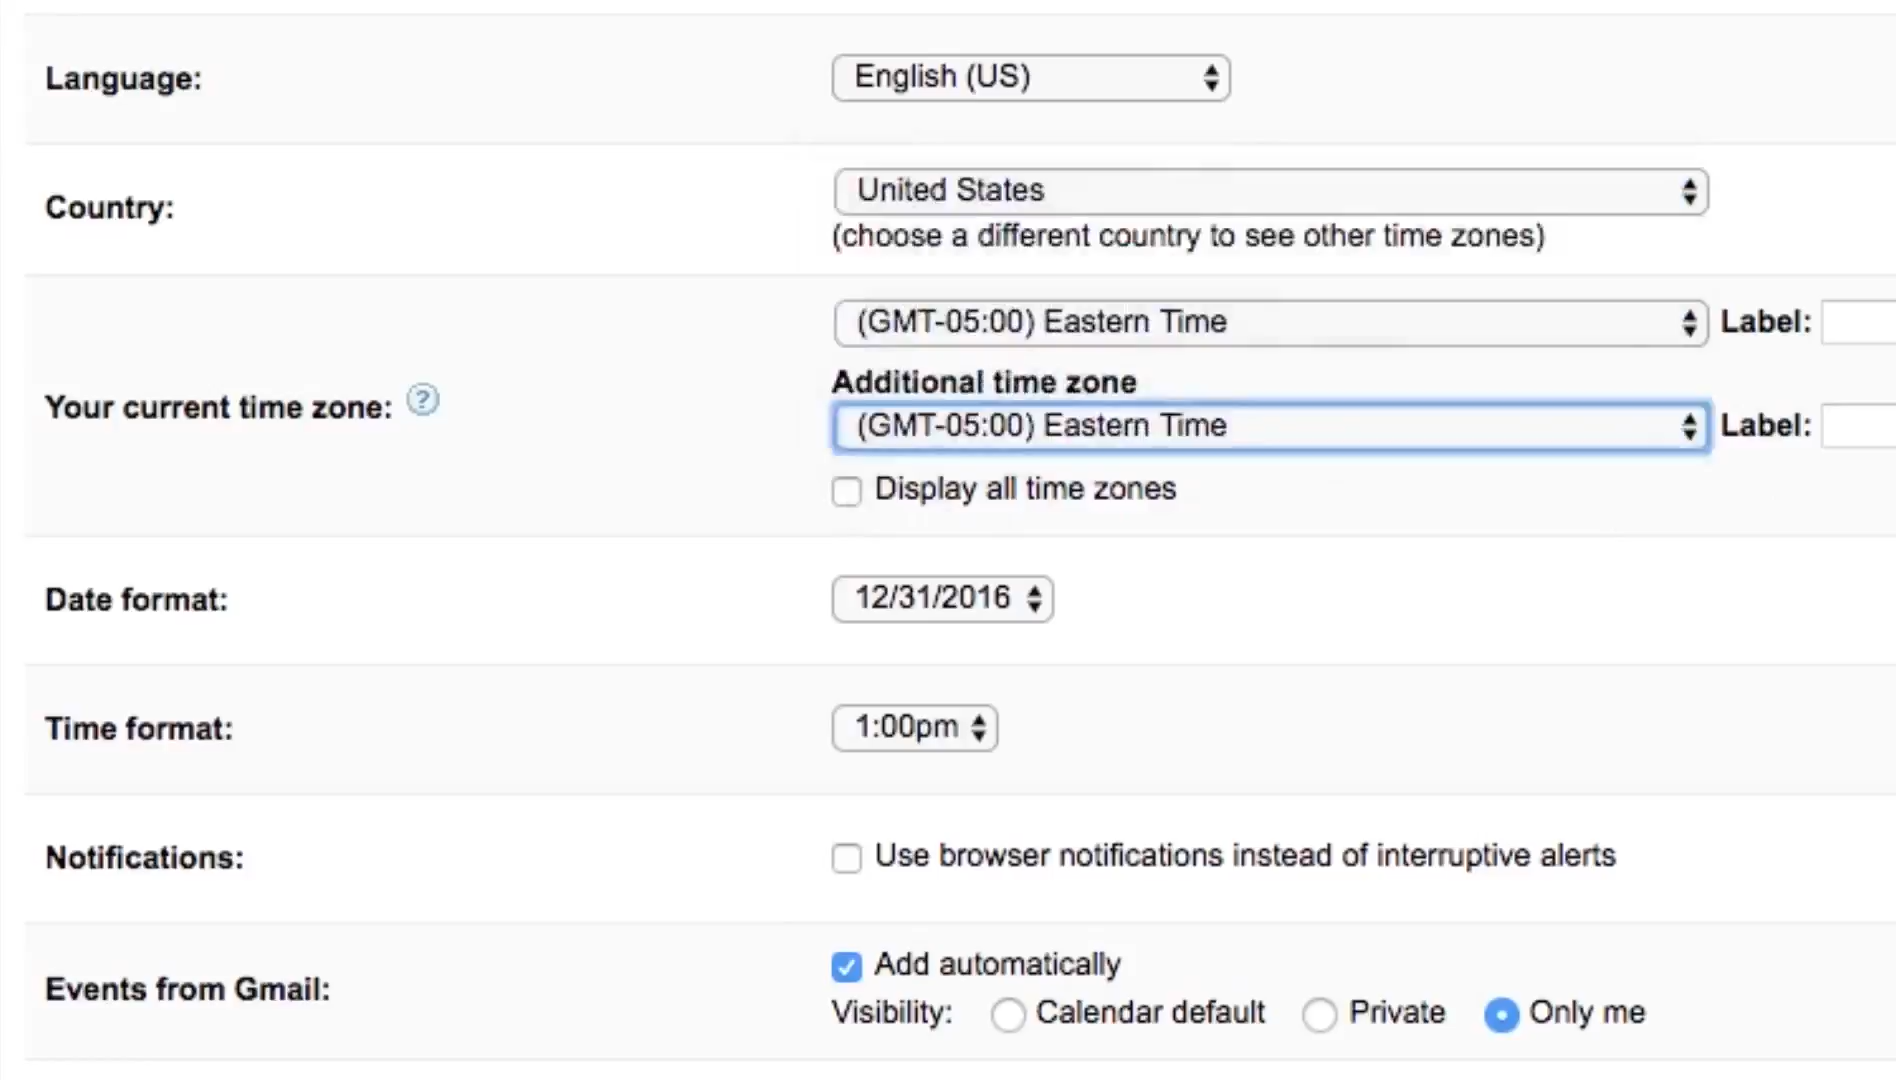 Language:
English (US)
Country:
United States
(choose a different country to see other time zones)
Your current time zone: ?
(GMT-05:00) Eastern Time
Label:
Additional time zone
(GMT-05:00) Eastern Time
Label:
Display all time zones
Date format:
12/31/2016
Time format:
1:00pm
Notifications:
Use browser notifications instead of interruptive alerts
Events from Gmail:
Add automatically
Visibility: Calendar default Private Only me